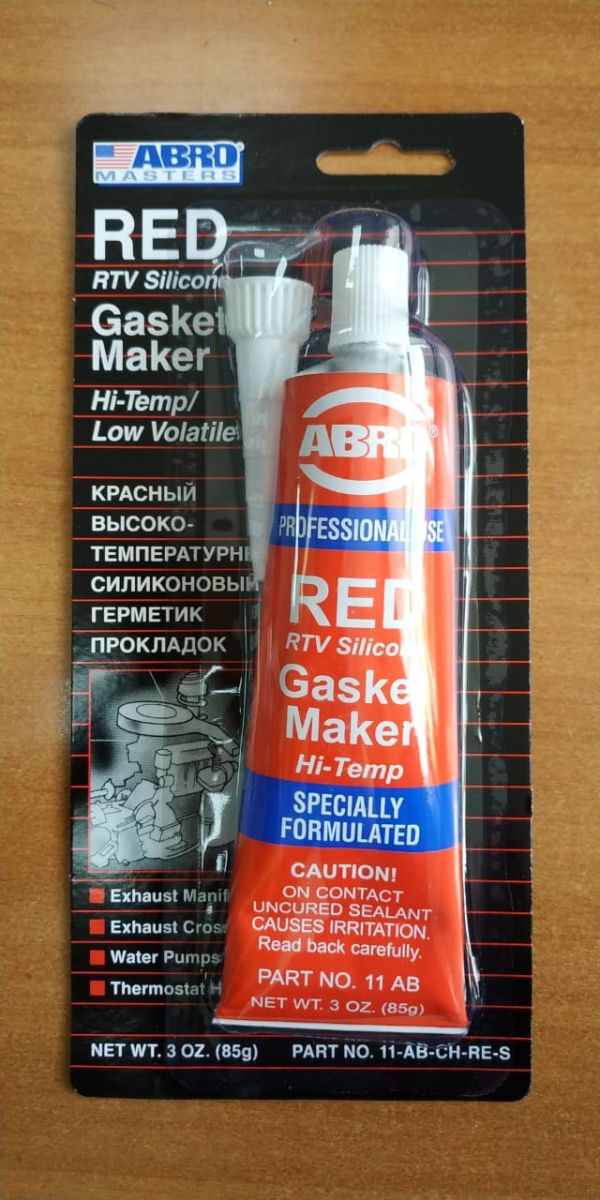 ABRO
MASTERS
RED
RTV Silicone
Gasket
Maker
Hi-Temp/
Low Volatile
КРАСНЫЙ
ВЫСОКО-
ТЕМПЕРАТУРНЫ
СИЛИКОНОВЫЙ
ГЕРМЕТИК
ПРОКЛАДОК
Exhaust Manif
Exhaust Cross
Water Pumps
Thermostat H
NET WT. 3 OZ. (85g) PART NO. 11-AB-CH-RE-S
ABRO®
PROFESSIONAL USE
RED
RTV Silicone
Gasket
Maker
Hi-Temp
SPECIALLY
FORMULATED
CAUTION!
ON CONTACT
UNCURED SEALANT
CAUSES IRRITATION.
Read back carefully.
PART NO. 11 AB
NET WT. 3 OZ. (85g)